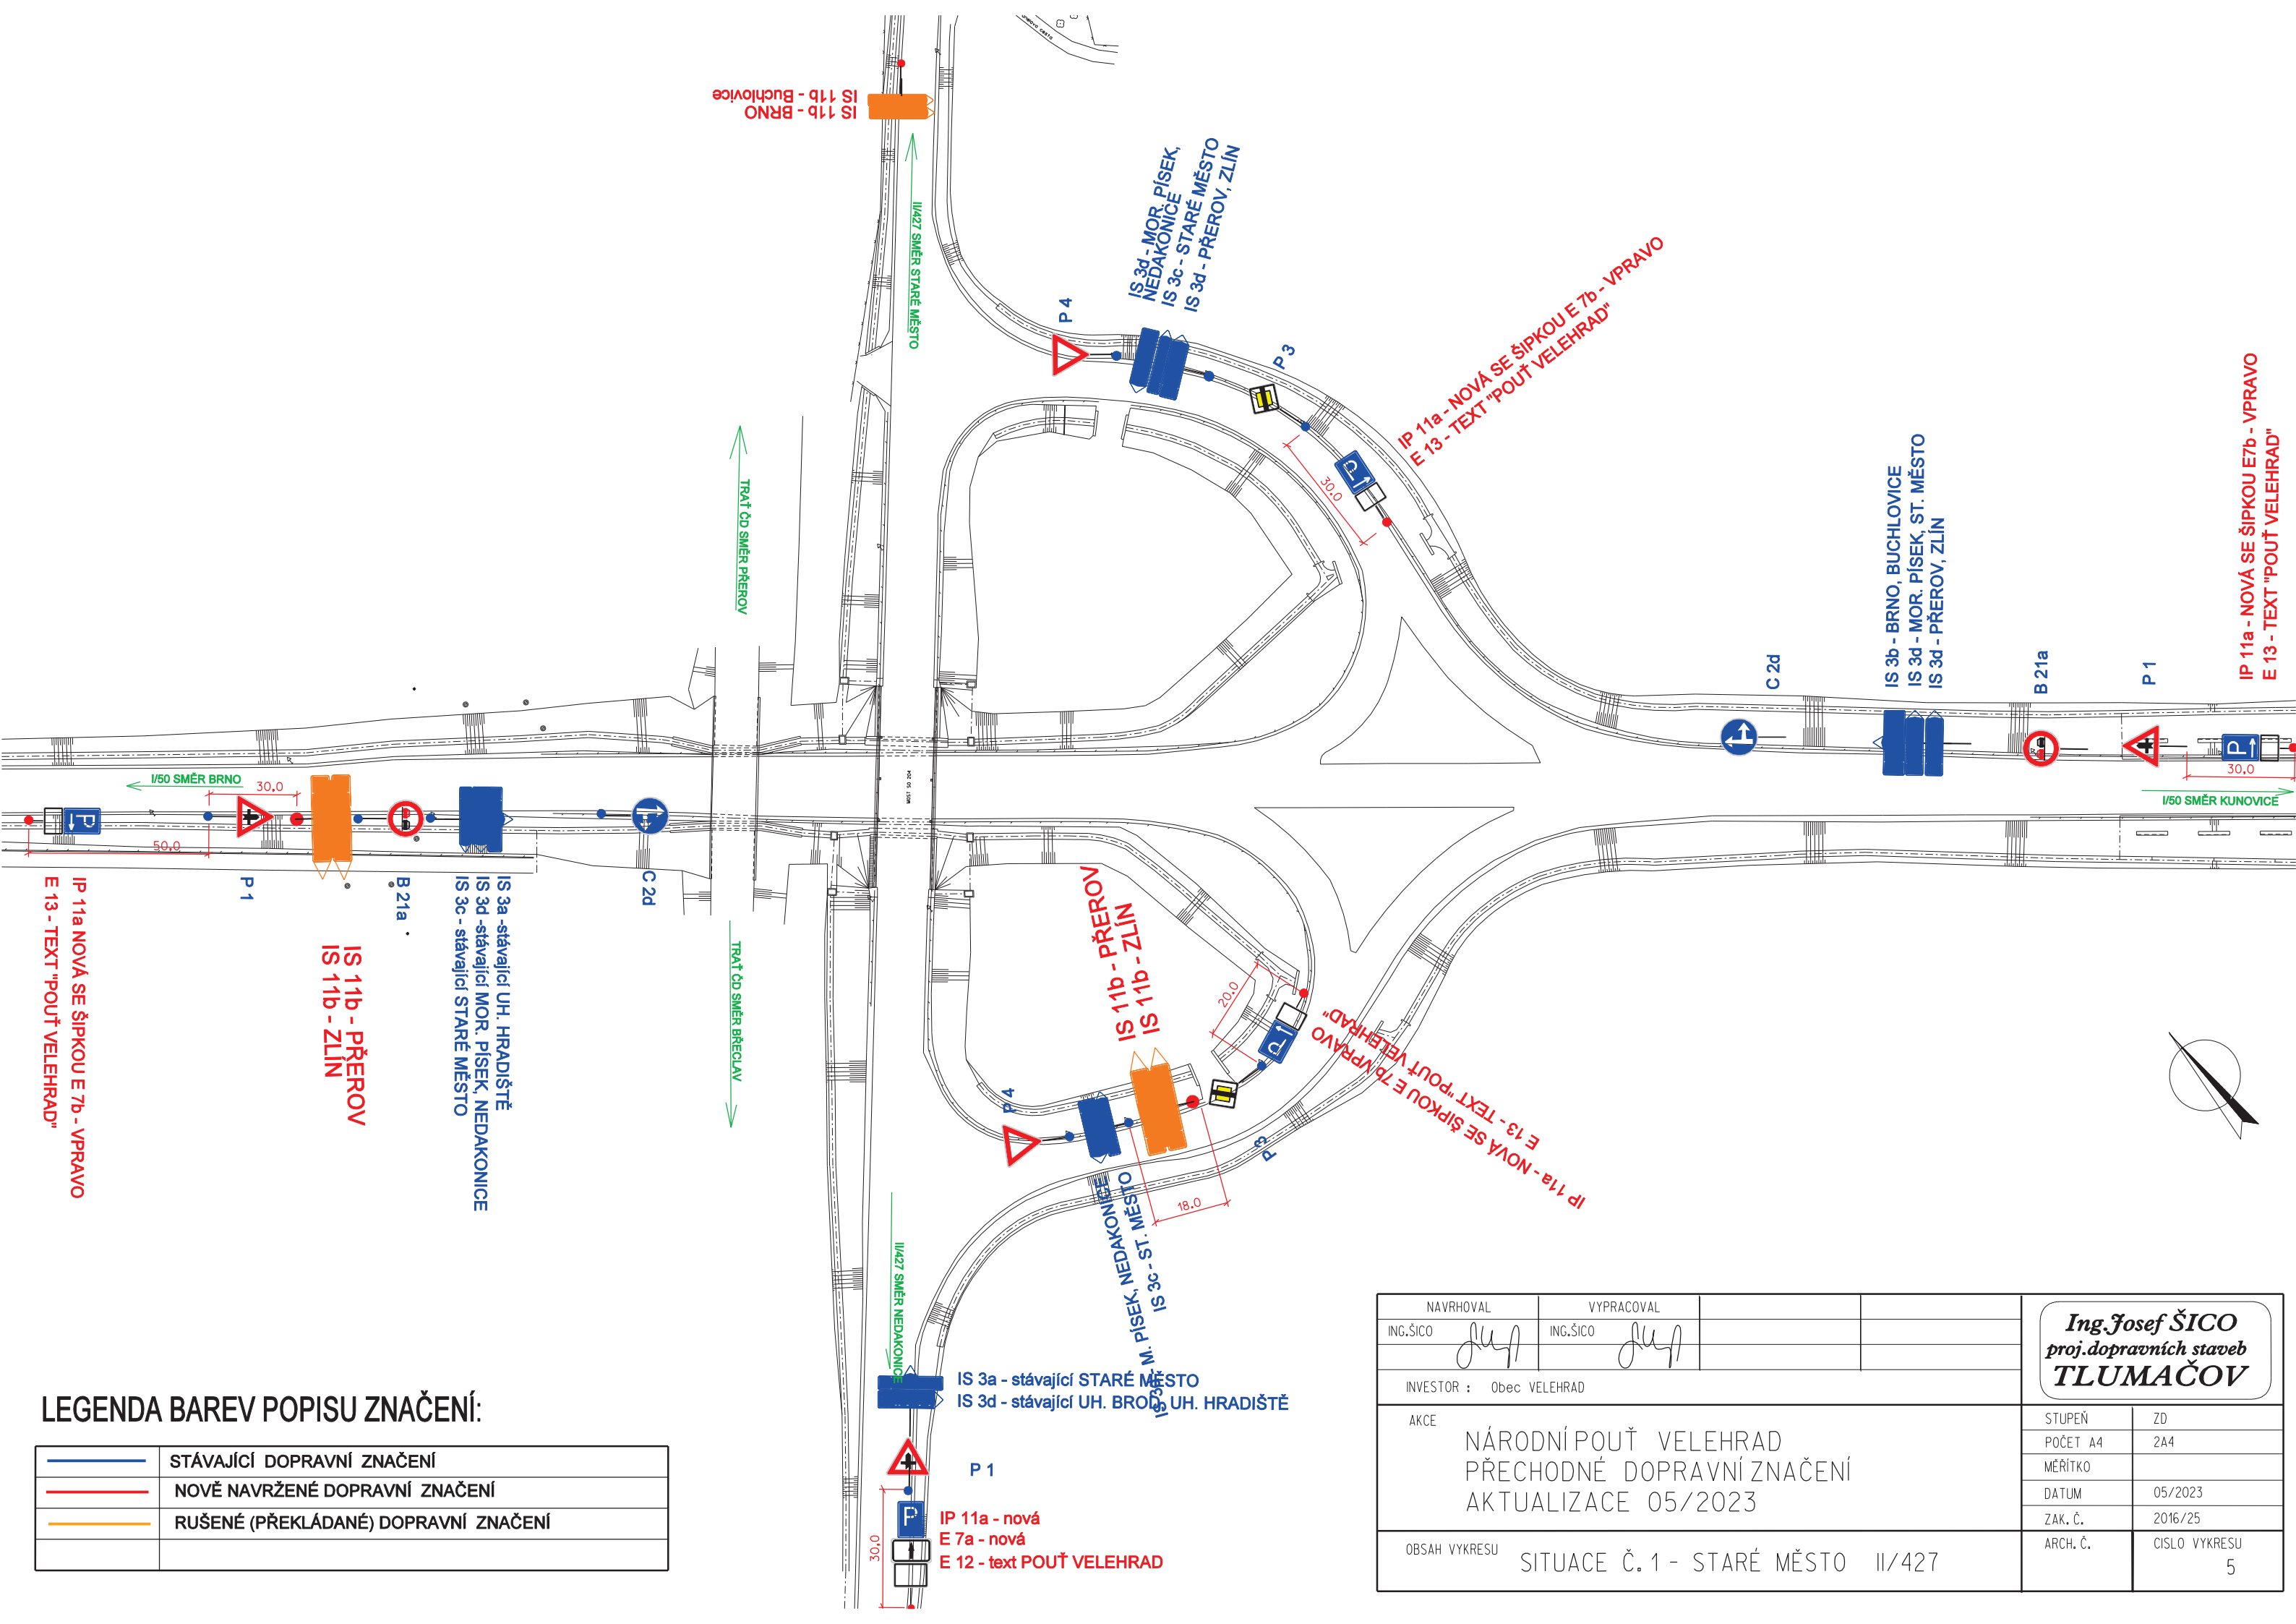 IS 11b - Buchlovice
IS 11b - BRNO
II/427 SMĚR STARÉ MĚSTO
IS 3d - MOR. PÍSEK,
NEDAKONICE
IS 3c - STARÉ MĚSTO
IS 3d - PŘEROV, ZLÍN
P 4
P 3
IP 11a - NOVÁ SE ŠIPKOU E 7b - VPRAVO
E 13 - TEXT "POUŤ VELEHRAD"
30.0
P
TRAŤ ČD SMĚR PŘEROV
C 2d
IS 3b - BRNO, BUCHLOVICE
IS 3d - MOR. PÍSEK, ST. MĚSTO
IS 3d - PŘEROV, ZLÍN
B 21a
P 1
IP 11a - NOVÁ SE ŠIPKOU E7b - VPRAVO
E 13 - TEXT "POUŤ VELEHRAD"
P
30.0
I/50 SMĚR KUNOVICE
I/50 SMĚR BRNO
30.0
P
50.0
IP 11a NOVÁ SE ŠIPKOU E 7b - VPRAVO
E 13 - TEXT "POUŤ VELEHRAD"
P 1
IS 11b - PŘEROV
IS 11b - ZLÍN
B 21a
IS 3a -stávající UH. HRADIŠTĚ
IS 3d -stávající MOR. PÍSEK, NEDAKONICE
IS 3c - stávající STARÉ MĚSTO
C 2d
TRAŤ ČD SMĚR BŘECLAV
IS 11b - PŘEROV
IS 11b - ZLÍN
20.0
P
IP 11a - NOVÁ SE ŠIPKOU E 7b VPRAVO
E 13 - TEXT "POUŤ VELEHRAD"
P 4
P 3
18.0
IS 3d - M. PÍSEK, NEDAKONICE
IS 3c - ST. MĚSTO
II/427 SMĚR NEDAKONICE
IS 3a - stávající STARÉ MĚSTO
IS 3d - stávající UH. BROD, UH. HRADIŠTĚ
P 1
P
30.0
IP 11a - nová
E 7a - nová
E 12 - text POUŤ VELEHRAD
LEGENDA BAREV POPISU ZNAČENÍ:
STÁVAJÍCÍ DOPRAVNÍ ZNAČENÍ
NOVĚ NAVRŽENÉ DOPRAVNÍ ZNAČENÍ
RUŠENÉ (PŘEKLÁDANÉ) DOPRAVNÍ ZNAČENÍ
NAVRHOVAL VYPRACOVAL
ING.ŠICO ING.ŠICO
INVESTOR : Obec VELEHRAD
AKCE
NÁRODNÍ POUŤ VELEHRAD
PŘECHODNÉ DOPRAVNÍ ZNAČENÍ
AKTUALIZACE 05/2023
OBSAH VYKRESU SITUACE Č. 1 - STARÉ MĚSTO II/427
Ing.Josef ŠICO
proj.dopravních staveb
TLUMAČOV
STUPEŇ ZD
POČET A4 2A4
MĚŘÍTKO
DATUM 05/2023
ZAK. Č. 2016/25
ARCH. Č. CISLO VYKRESU
5